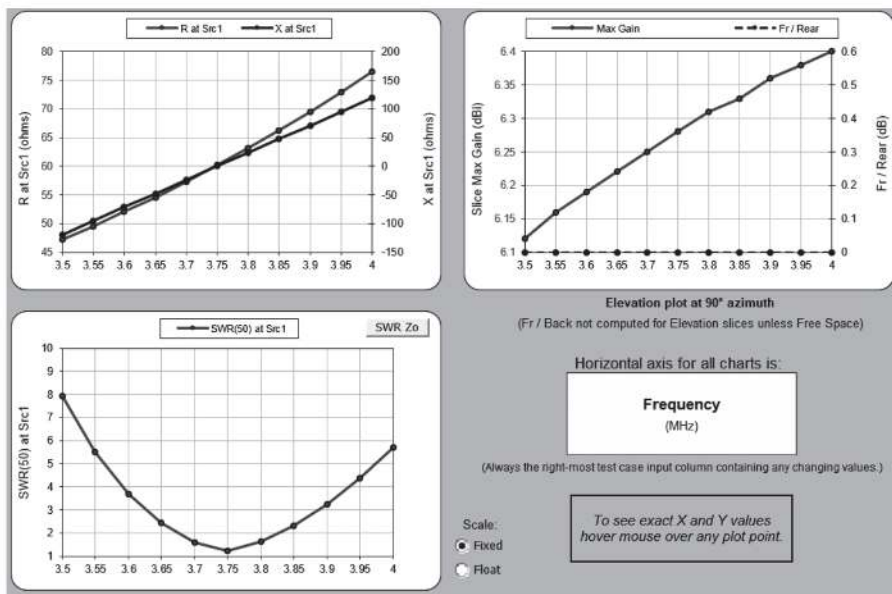 R at Src1 X at Src1
80
75
70
65
60
55
50
45
R at Src1 (ohms)
200
150
100
50
0
-50
-100
-150
X at Src1 (ohms)
3.5 3.55 3.6 3.65 3.7 3.75 3.8 3.85 3.9 3.95 4
Max Gain Fr / Rear
6.4
6.35
6.3
6.25
6.2
6.15
6.1
Slice Max Gain (dBi)
0.6
0.5
0.4
0.3
0.2
0.1
0
Fr / Rear (dB)
3.5 3.55 3.6 3.65 3.7 3.75 3.8 3.85 3.9 3.95 4
SWR(50) at Src1
SWR Zo
10
9
8
7
6
5
4
3
2
1
SWR(50) at Src1
3.5 3.55 3.6 3.65 3.7 3.75 3.8 3.85 3.9 3.95 4
Elevation plot at 90° azimuth
(Fr / Back not computed for Elevation slices unless Free Space)
Horizontal axis for all charts is:
Frequency
(MHz)
(Always the right-most test case input column containing any changing values.)
Scale:
Fixed
Float
To see exact X and Y values
hover mouse over any plot point.